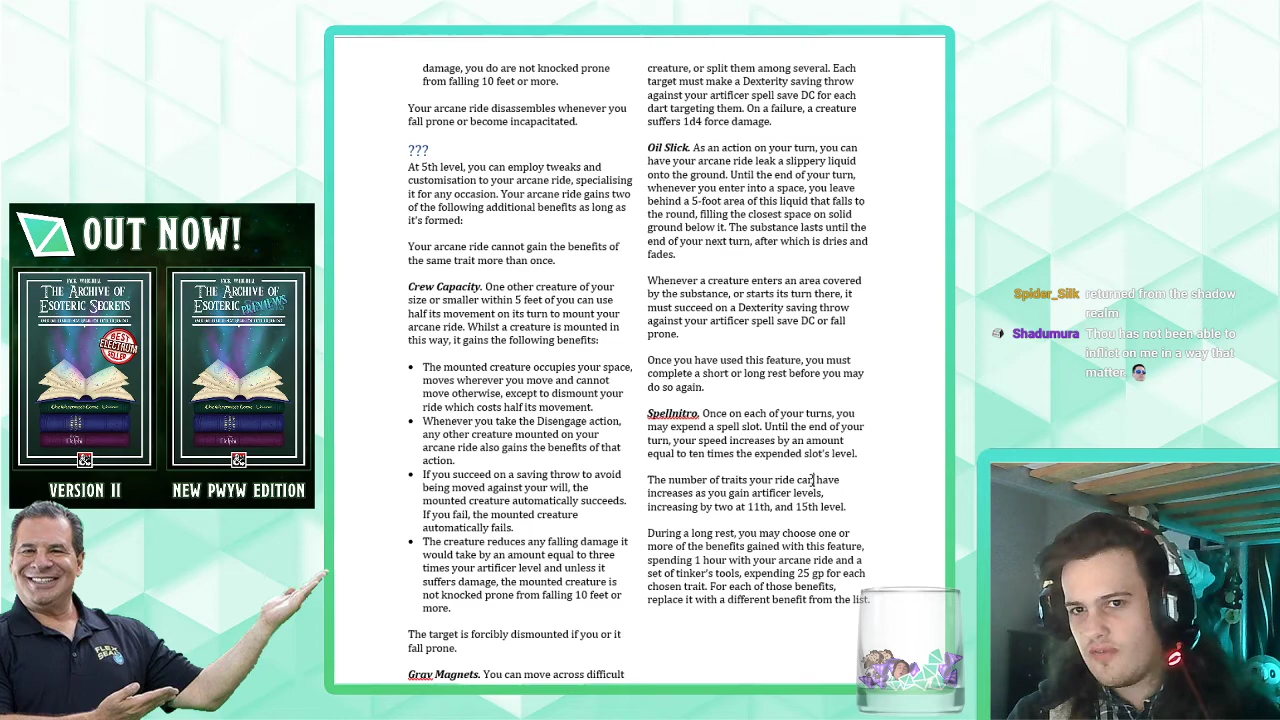 damage, you do are not knocked prone
from falling 10 feet or more.
Your arcane ride disassembles whenever you
fall prone or become incapacitated.
???
At 5th level, you can employ tweaks and
customisation to your arcane ride, specialising
it for any occasion. Your arcane ride gains two
of the following additional benefits as long as
it's formed:
Your arcane ride cannot gain the benefits of
the same trait more than once.
Crew Capacity. One other creature of your
size or smaller within 5 feet of you can use
half its movement on its turn to mount your
arcane ride. Whilst a creature is mounted in
this way, it gains the following benefits:
• The mounted creature occupies your space,
moves wherever you move and cannot
move otherwise, except to dismount your
ride which costs half its movement.
• Whenever you take the Disengage action,
any other creature mounted on your
arcane ride also gains the benefits of that
action.
• If you succeed on a saving throw to avoid
being moved against your will, the
mounted creature automatically succeeds.
If you fail, the mounted creature
automatically fails.
• The creature reduces any falling damage it
would take by an amount equal to three
times your artificer level and unless it
suffers damage, the mounted creature is
not knocked prone from falling 10 feet or
more.
The target is forcibly dismounted if you or it
fall prone.
Grav Magnets. You can move across difficult
creature, or split them among several. Each
target must make a Dexterity saving throw
against your artificer spell save DC for each
dart targeting them. On a failure, a creature
suffers 1d4 force damage.
Oil Slick. As an action on your turn, you can
have your arcane ride leak a slippery liquid
onto the ground. Until the end of your turn,
whenever you enter into a space, you leave
behind a 5-foot area of this liquid that falls to
the round, filling the closest space on solid
ground below it. The substance lasts until the
end of your next turn, after which is dries and
fades.
Whenever a creature enters an area covered
by the substance, or starts its turn there, it
must succeed on a Dexterity saving throw
against your artificer spell save DC or fall
prone.
Once you have used this feature, you must
complete a short or long rest before you may
do so again.
Spellnitro. Once on each of your turns, you
may expend a spell slot. Until the end of your
turn, your speed increases by an amount
equal to ten times the expended slot's level.
The number of traits your ride can have
increases as you gain artificer levels,
increasing by two at 11th, and 15th level.
During a long rest, you may choose one or
more of the benefits gained with this feature,
spending 1 hour with your arcane ride and a
set of tinker's tools, expending 25 gp for each
chosen trait. For each of those benefits,
replace it with a different benefit from the list.
OUT NOW!
THE ARCHIVE OF
ESOTERIC SECRETS
BEST
ELECTRUM
SELLER
THE ARCHIVE OF
ESOTERIC PREVIEWS
VERSION II
NEW PWYW EDITION
FLEX
SEAL
Spider_Silk returned from the shadow
realm
Shadumura Thou has not been able to
inflict on me in a way that
matter.